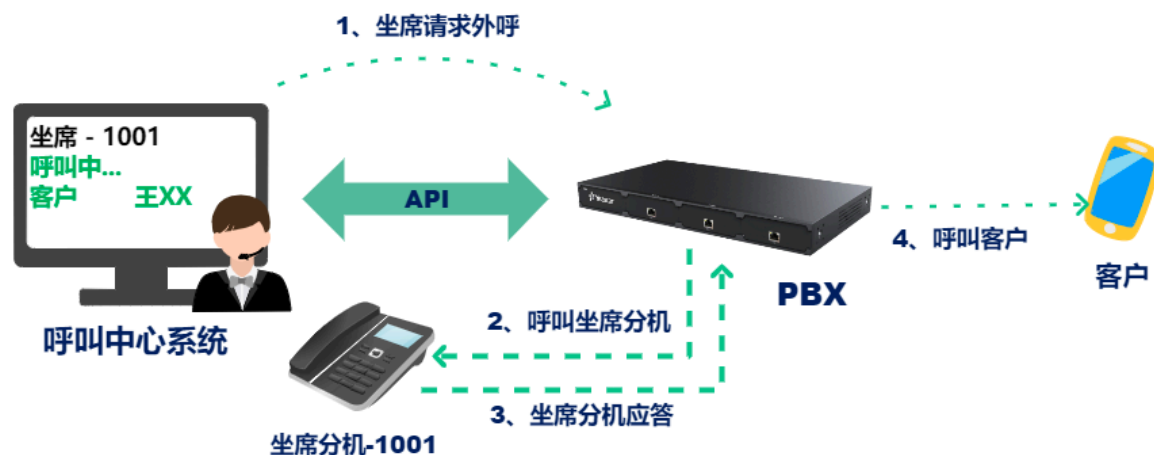 1、坐席请求外呼
坐席 - 1001
呼叫中...
客户 王XX
API
4、呼叫客户
客户
PBX
2、呼叫坐席分机
呼叫中心系统
3、坐席分机应答
坐席分机-1001